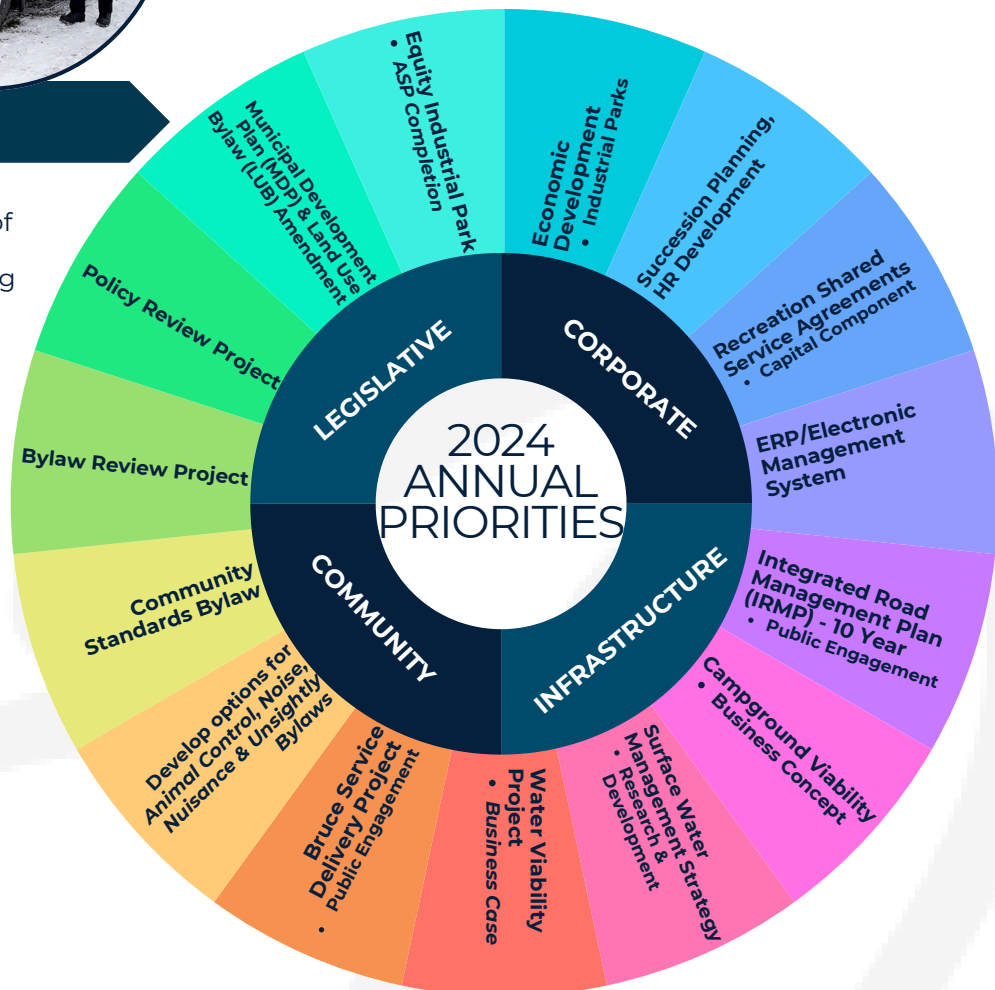 of
g
2024
ANNUAL
PRIORITIES
CORPORATE
INFRASTRUCTURE
COMMUNITY
LEGISLATIVE
Economic
Development
• Industrial Parks
Succession Planning,
HR Development
Recreation Shared
Service Agreements
• Capital Component
ERP/Electronic
Management
System
Integrated Road
Management Plan
(IRMP) - 10 Year
• Public Engagement
Campground Viability
• Business Concept
Surface Water
Management Strategy
• Research &
Development
Water Viability
Project
• Business Case
Bruce Service
Delivery Project
• Public Engagement
Develop options for
Animal Control, Noise,
Nuisance & Unsightly
Bylaws
Community
Standards Bylaw
Bylaw Review Project
Policy Review Project
Municipal Development
Plan (MDP) & Land Use
Bylaw (LUB) Amendment
Equity Industrial Park
• ASP Completion